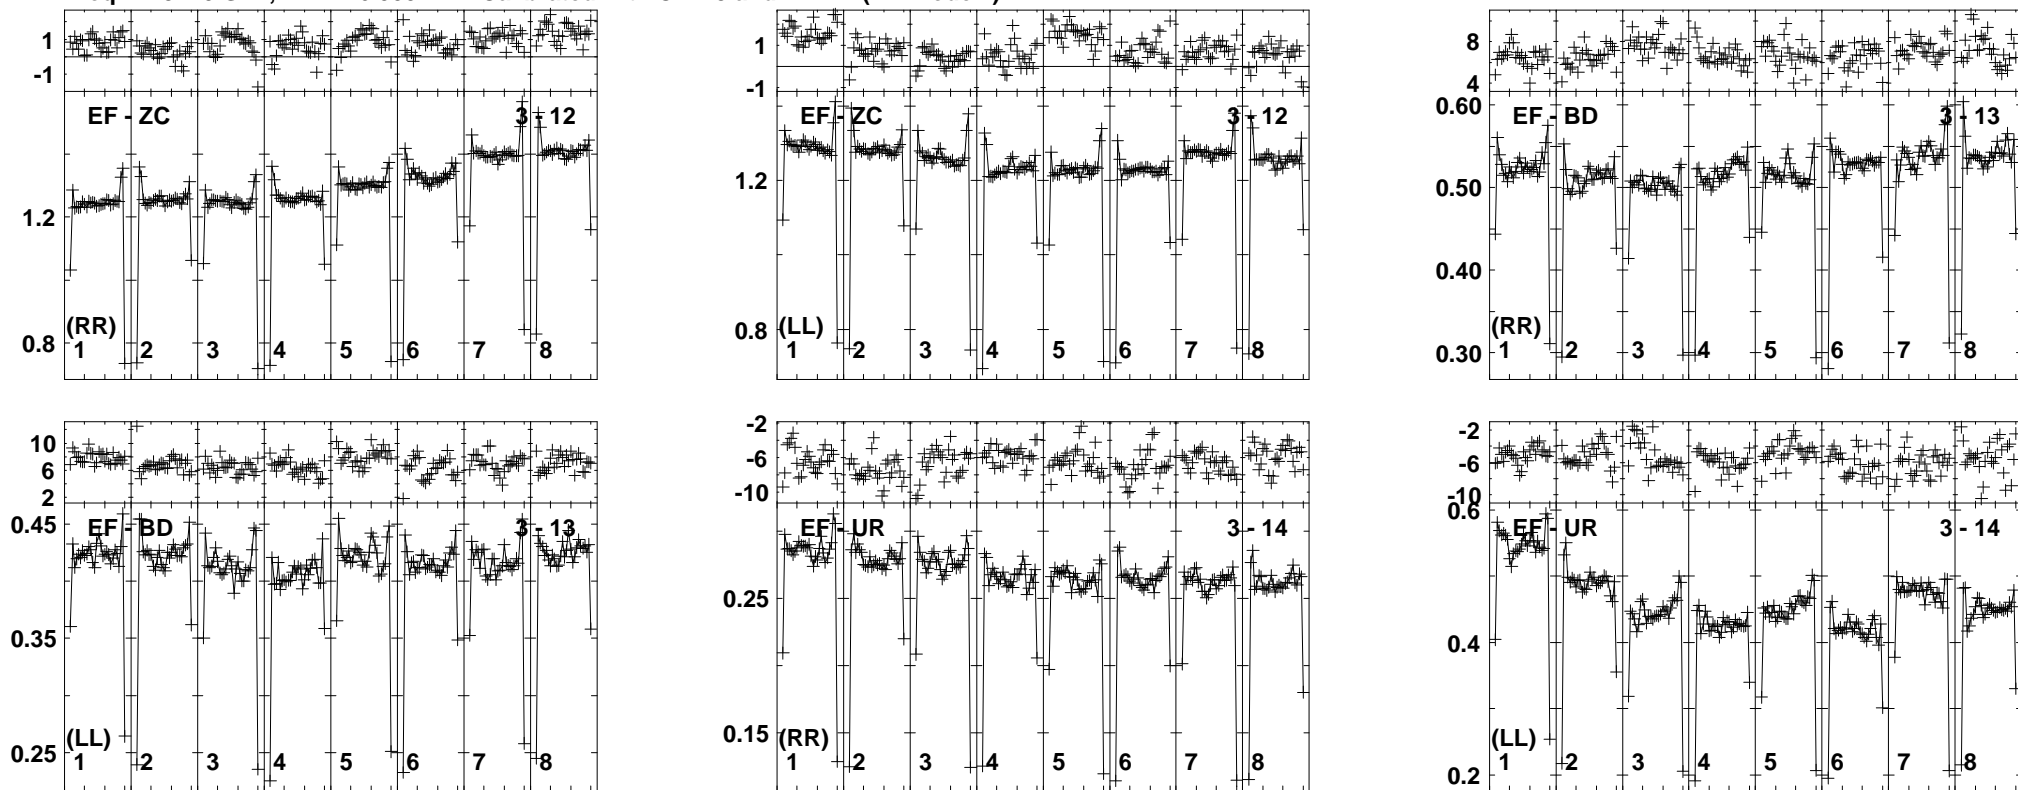 1
-1
EF - ZC
3 - 12
1.2
0.8
(RR)
1 2 3 4 5 6 7 8
1
-1
EF - ZC
3 - 12
1.2
0.8
(LL)
1 2 3 4 5 6 7 8
8
4
0.60
EF - BD
3 - 13
0.50
0.40
0.30
(RR)
1 2 3 4 5 6 7 8
10
6
2
0.45
EF - BD
3 - 13
0.35
0.25
(LL)
1 2 3 4 5 6 7 8
-2
-6
-10
EF - UR
3 - 14
0.25
0.15
(RR)
1 2 3 4 5 6 7 8
-2
-6
-10
0.6
EF - UR
3 - 14
0.4
0.2
(LL)
1 2 3 4 5 6 7 8